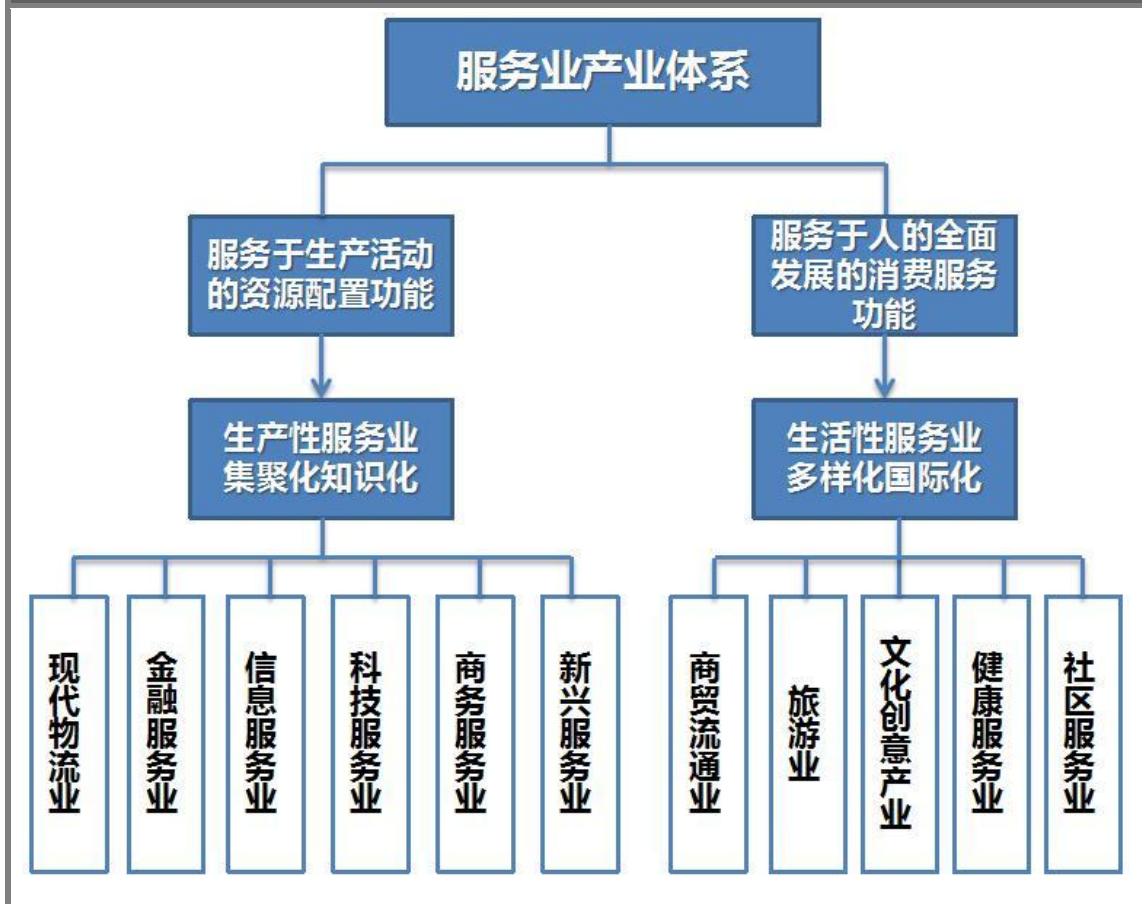 服务业产业体系
服务于生产活动
的资源配置功能
服务于人的全面
发展的消费服务
功能
生产性服务业
集聚化知识化
生活性服务业
多样化国际化
现代物流业
金融服务业
信息服务业
科技服务业
商务服务业
新兴服务业
商贸流通业
旅游业
文化创意产业
健康服务业
社区服务业